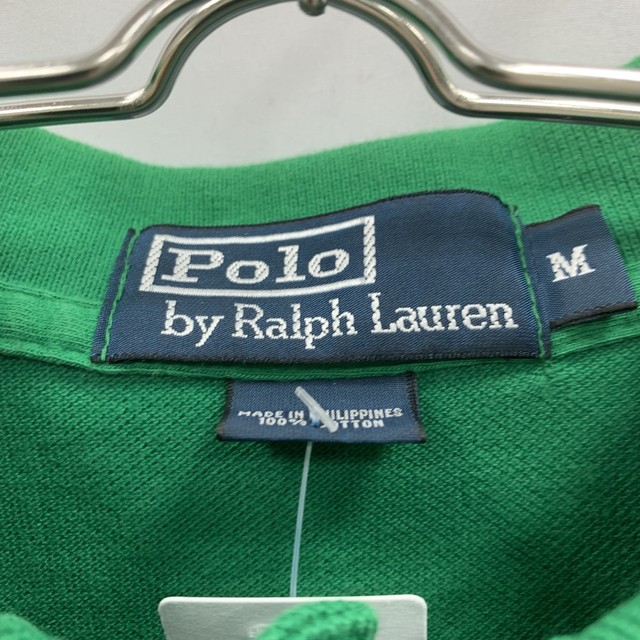 Polo
by Ralph Lauren
M
MADE IN PHILIPPINES
100% COTTON